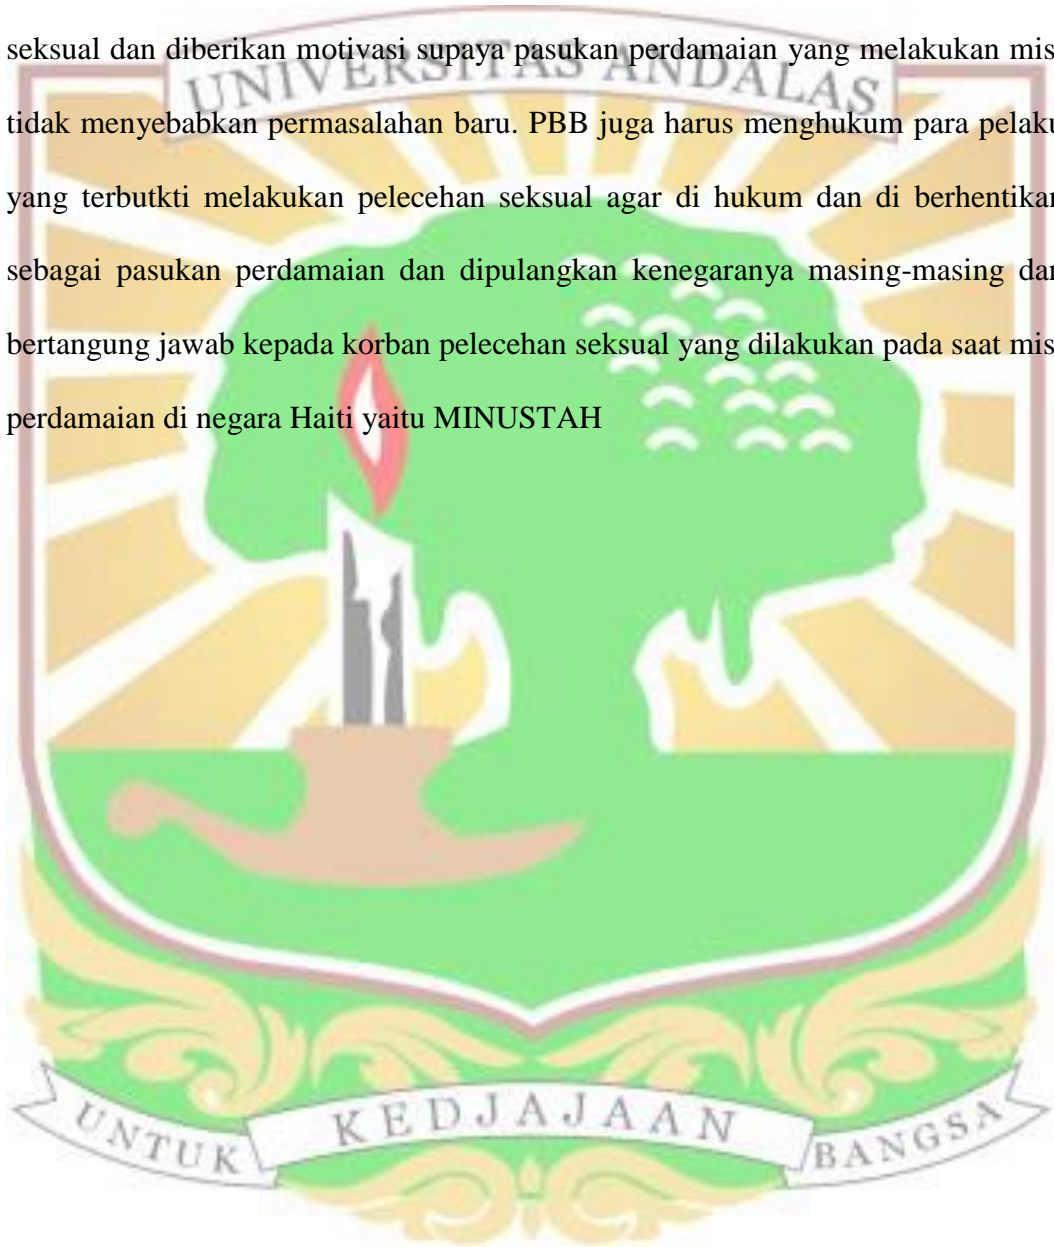 UNIVERSITAS ANDALAS
seksual dan diberikan motivasi supaya pasukan perdamaian yang melakukan mis
tidak menyebabkan permasalahan baru. PBB juga harus menghukum para pelaku
yang terbutkti melakukan pelecehan seksual agar di hukum dan di berhentikan
sebagai pasukan perdamaian dan dipulangkan kenegaranya masing-masing dan
bertangung jawab kepada korban pelecehan seksual yang dilakukan pada saat mis
perdamaian di negara Haiti yaitu MINUSTAH
UNTUK KEDJAJAAN BANGSA